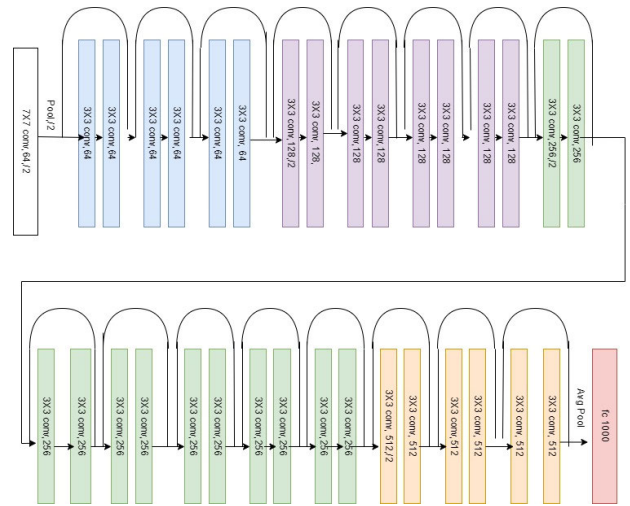 7X7 conv,64,/2
Pool,/2
3X3 conv,64
3X3 conv,64
3X3 conv,64
3X3 conv,64
3X3 conv,64
3X3 conv, 64
3X3 conv,128,/2
3X3 conv, 128,
3X3 conv,128
3X3 conv,128
3X3 conv, 128
3X3 conv, 128
3X3 conv, 128
3X3 conv, 128
3X3 conv,256,/2
3X3 conv,256
3X3 conv,256
3X3 conv,256
3X3 conv,256
3X3 conv,256
3X3 conv,256
3X3 conv,256
3X3 conv,256
3X3 conv,256
3X3 conv,256
3X3 conv,256
3X3 conv, 512,/2
3X3 conv, 512
3X3 conv,512
3X3 conv, 512
3X3 conv, 512
3X3 conv, 512
Avg Pool
fc 1000